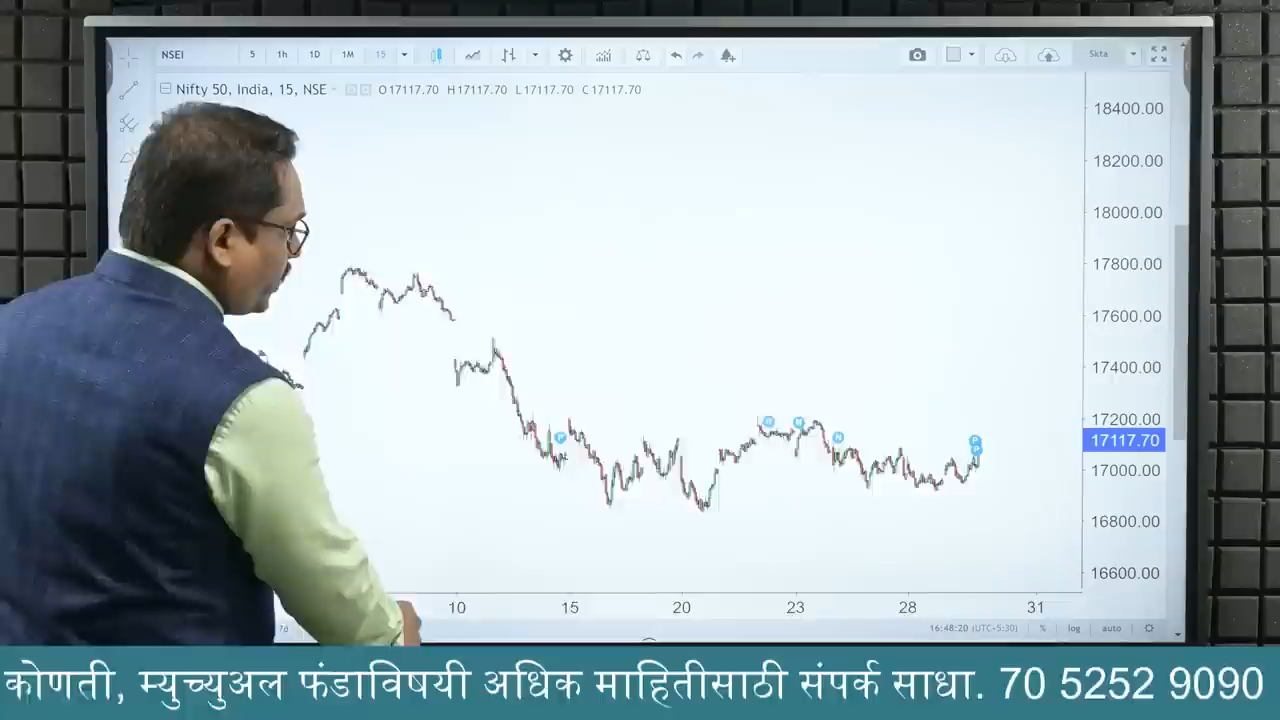 NSEI 5 1h 1D 1M 15 Skta
Nifty 50, India, 15, NSE O17117.70 H17117.70 L17117.70 C17117.70
18400.00
18200.00
18000.00
17800.00
17600.00
17400.00
17200.00
17117.70
17000.00
16800.00
16600.00
10 15 20 23 28 31
7d 16:48:20 (UTC+5:30) % log auto
कोणती, म्युच्युअल फंडाविषयी अधिक माहितीसाठी संपर्क साधा. 70 5252 9090